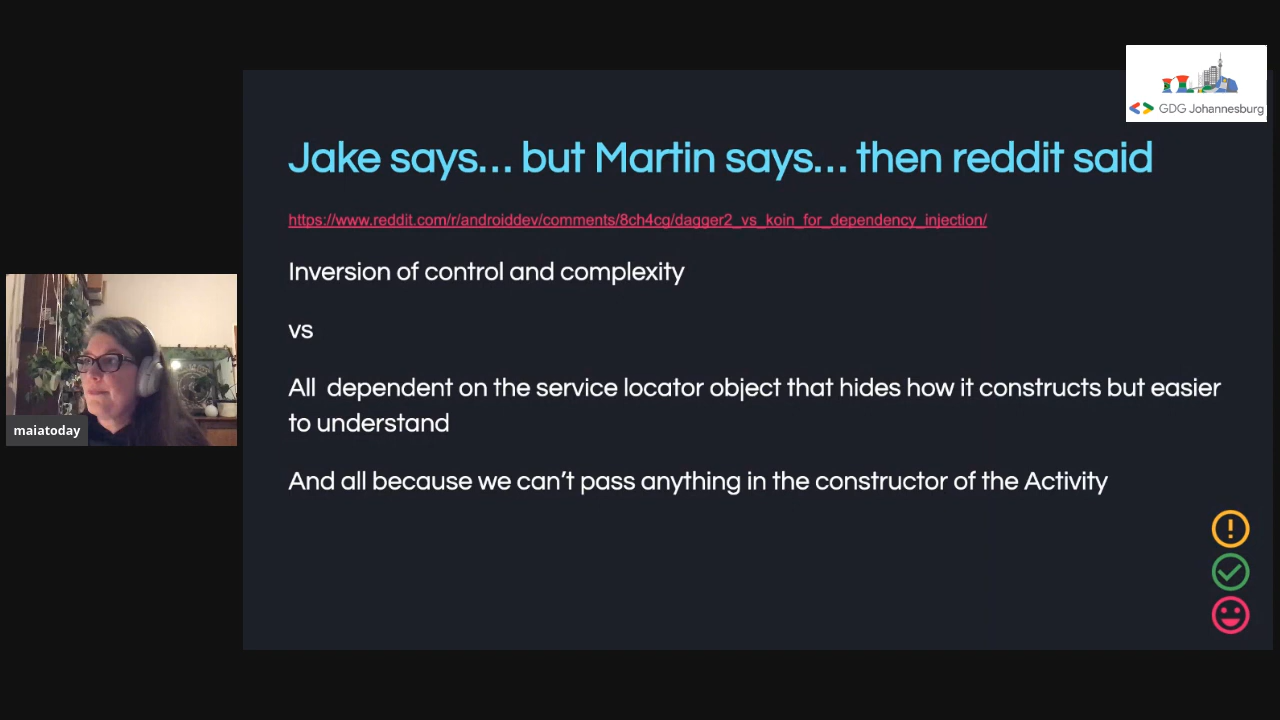 GDG Johannesburg
Jake says... but Martin says... then reddit said
https://www.reddit.com/r/androiddev/comments/8ch4cg/dagger2_vs_koin_for_dependency_injection/
Inversion of control and complexity
vs
All  dependent on the service locator object that hides how it constructs but easier
to understand
And all because we can't pass anything in the constructor of the Activity
maiatoday